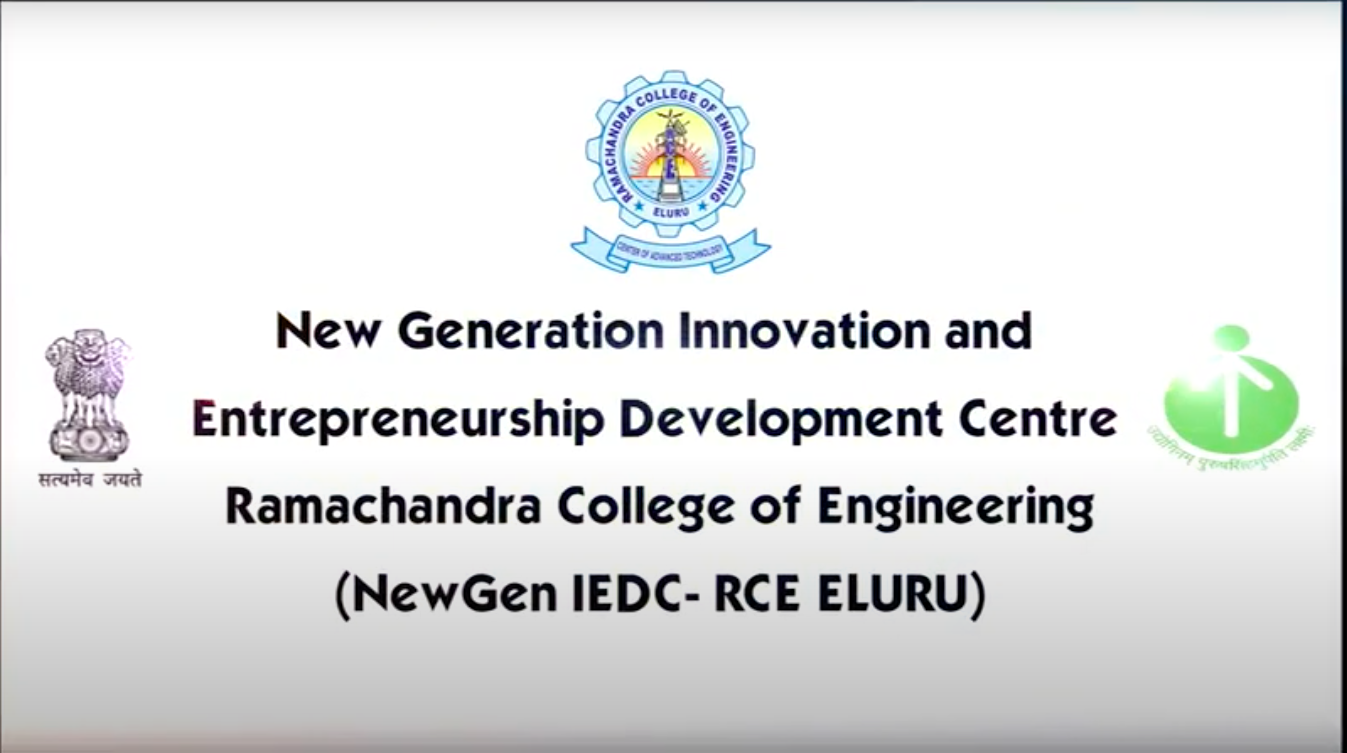 RAMACHANDRA COLLEGE OF ENGINEERING
ELURU
CENTER OF ADVANCED TECHNOLOGY
New Generation Innovation and
Entrepreneurship Development Centre
Ramachandra College of Engineering
(NewGen IEDC- RCE ELURU)
सत्यमेव जयते